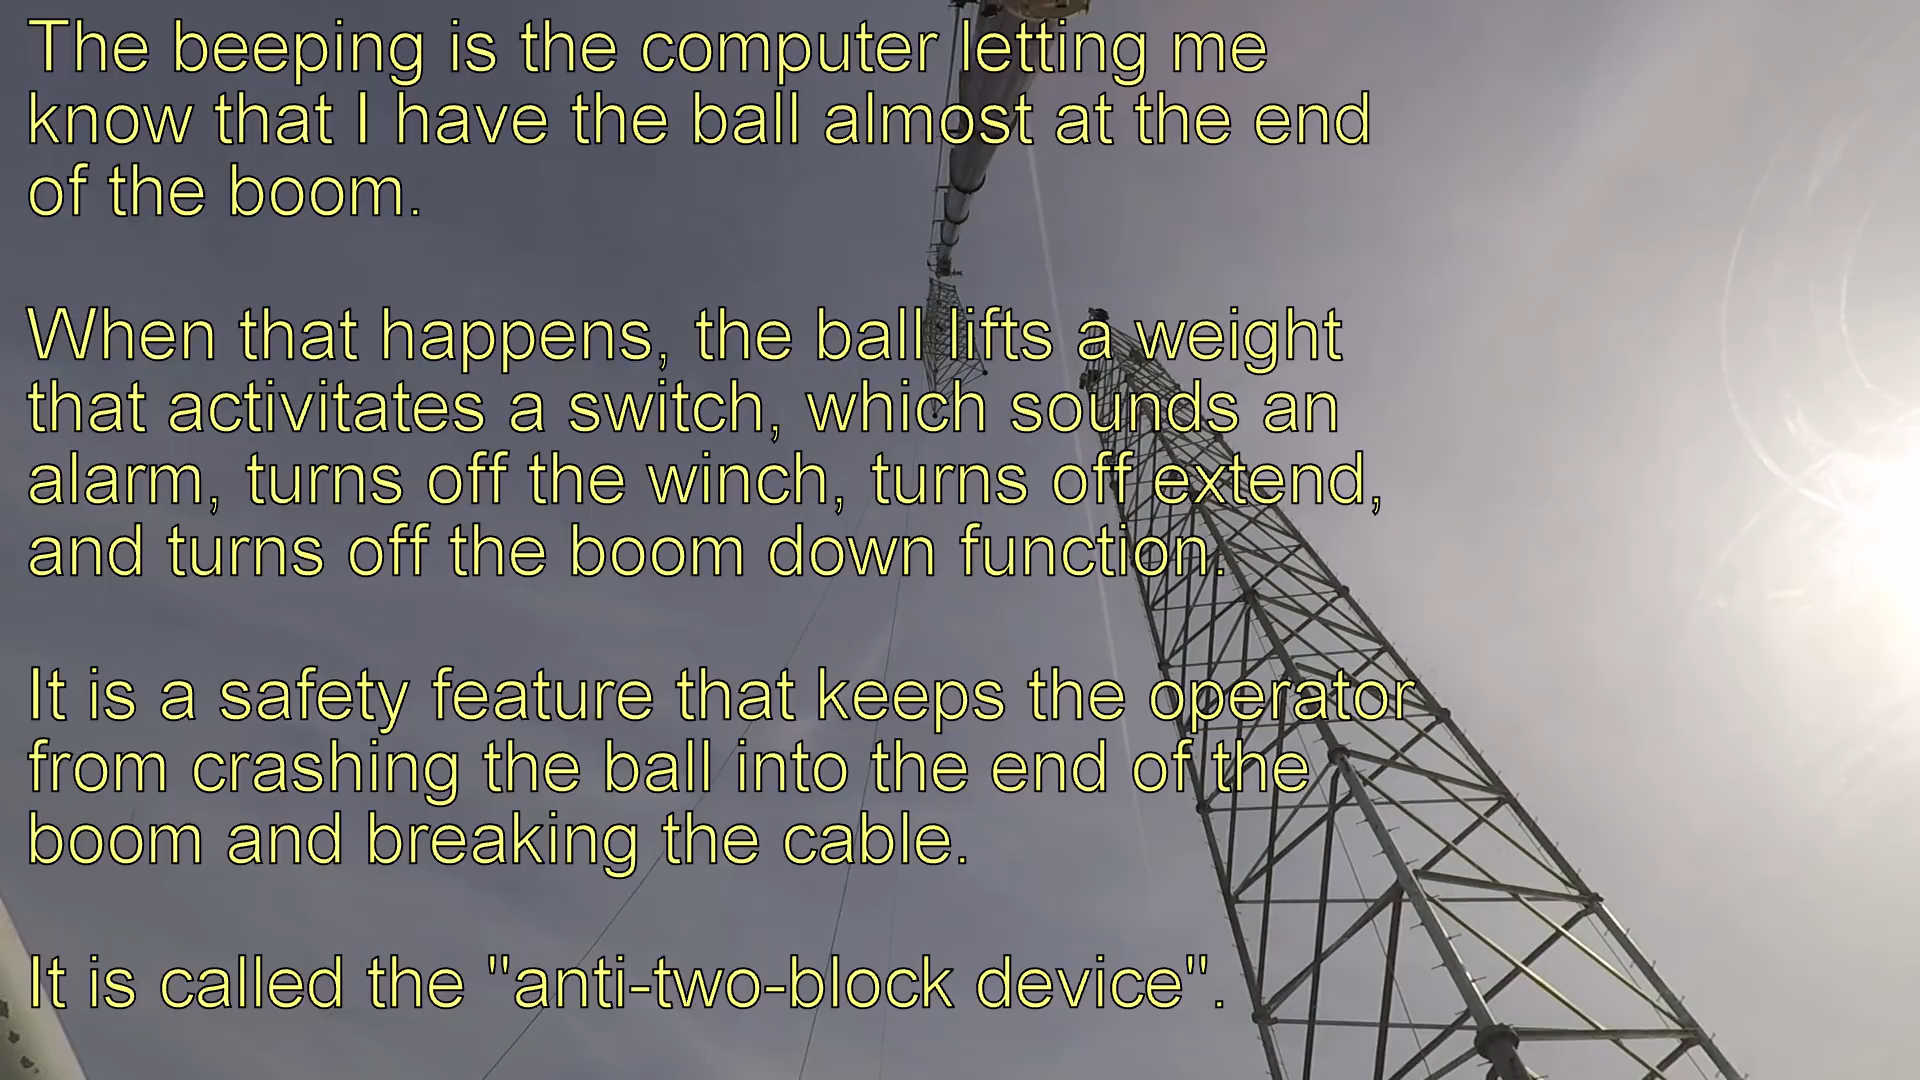 The beeping is the computer letting me
know that I have the ball almost at the end
of the boom.
When that happens, the ball lifts a weight
that activitates a switch, which sounds an
alarm, turns off the winch, turns off extend,
and turns off the boom down function.
It is a safety feature that keeps the operator
from crashing the ball into the end of the
boom and breaking the cable.
It is called the "anti-two-block device".